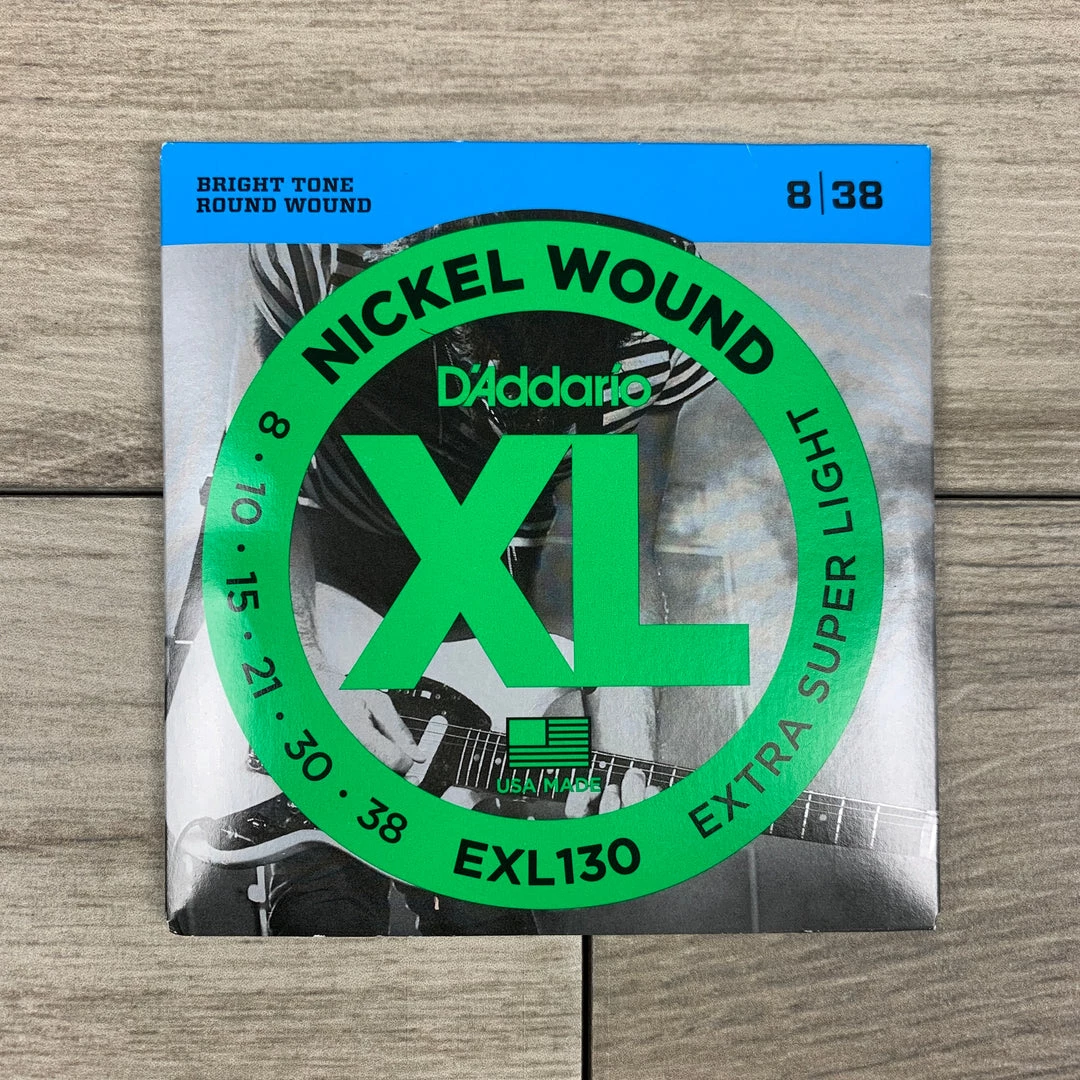 BRIGHT TONE
ROUND WOUND
8|38
NICKEL WOUND
D'Addario
XL
8 · 10 · 15 · 21 · 30 · 38
EXTRA SUPER LIGHT
USA MADE
EXL130